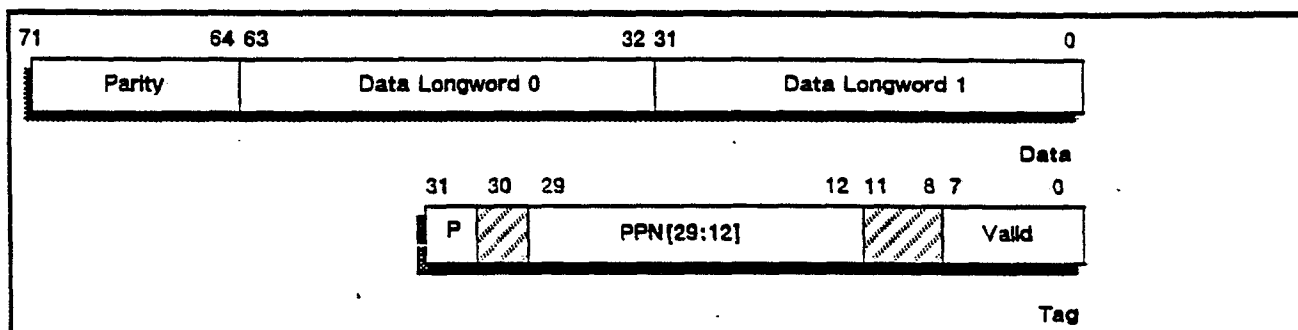 71 64 63 32 31 0
Parity Data Longword 0 Data Longword 1
Data
31 30 29 12 11 8 7 0
P PPN[29:12] Valid
Tag